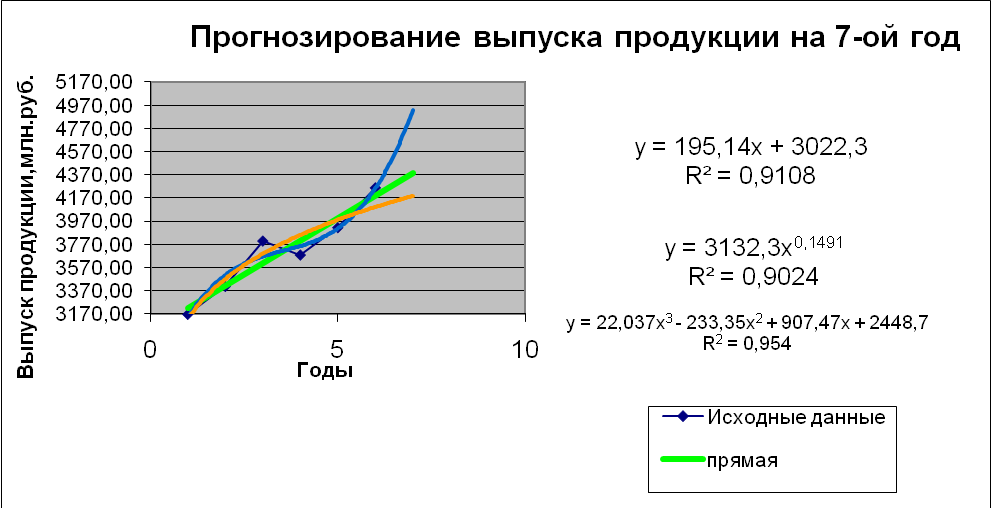 Прогнозирование выпуска продукции на 7-ой год
Выпуск продукции,млн.руб.
5170,00
4970,00
4770,00
4570,00
4370,00
4170,00
3970,00
3770,00
3570,00
3370,00
3170,00
0
5
10
Годы
y = 195,14x + 3022,3
R² = 0,9108
y = 3132,3x^0,1491
R² = 0,9024
y = 22,037x³ - 233,35x² + 907,47x + 2448,7
R² = 0,954
Исходные данные
прямая